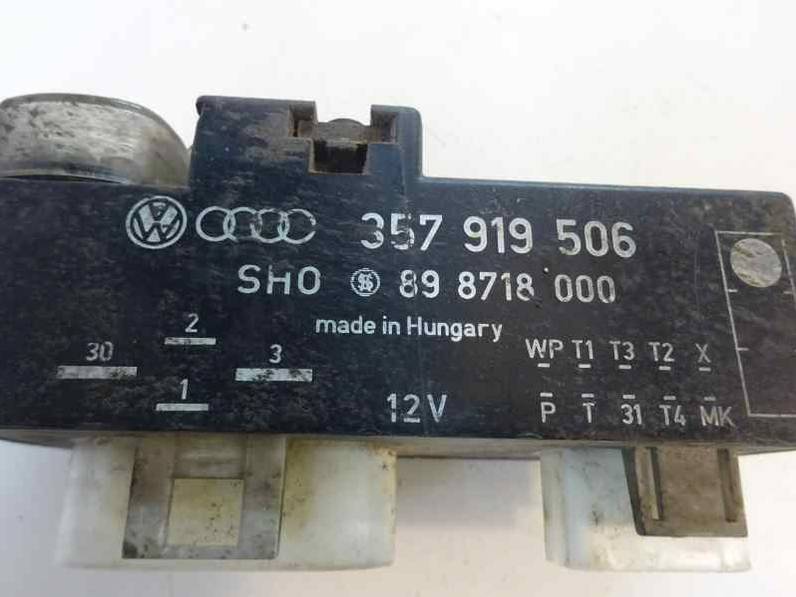 VW 357 919 506
SHO 89 8718 000
made in Hungary
30 2 3
1
12V
WP T1 T3 T2 X
P T 31 T4 MK